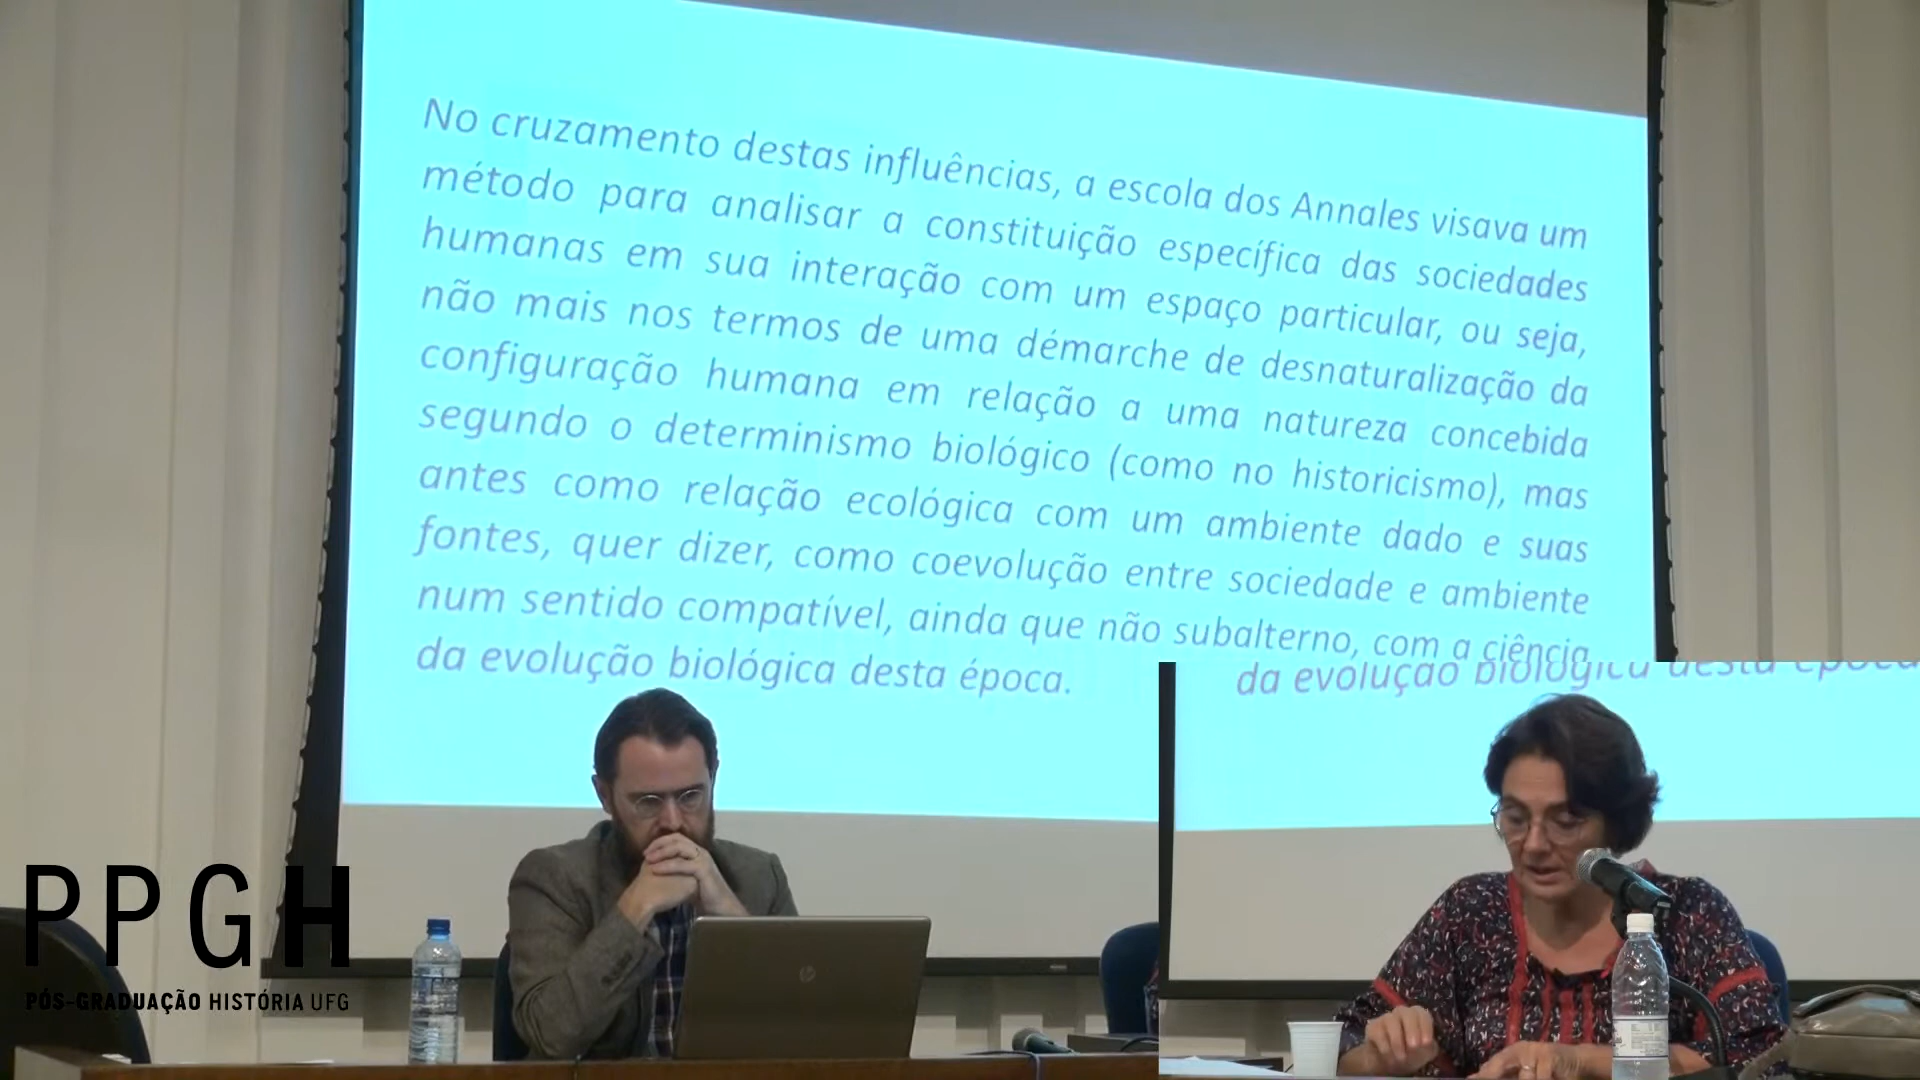 No cruzamento destas influências, a escola dos Annales visava um
método para analisar a constituição específica das sociedades
humanas em sua interação com um espaço particular, ou seja,
não mais nos termos de uma démarche de desnaturalização da
configuração humana em relação a uma natureza concebida
segundo o determinismo biológico (como no historicismo), mas
antes como relação ecológica com um ambiente dado e suas
fontes, quer dizer, como coevolução entre sociedade e ambiente
num sentido compatível, ainda que não subalterno, com a ciência
da evolução biológica desta época.
da evolução biológica desta época
PPGH
PÓS-GRADUAÇÃO HISTÓRIA UFG
hp